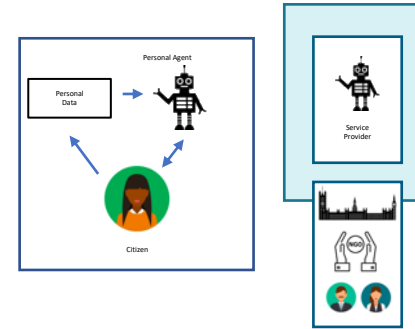 Personal Agent
Personal
Data
Citizen
Service
Provider
NGO